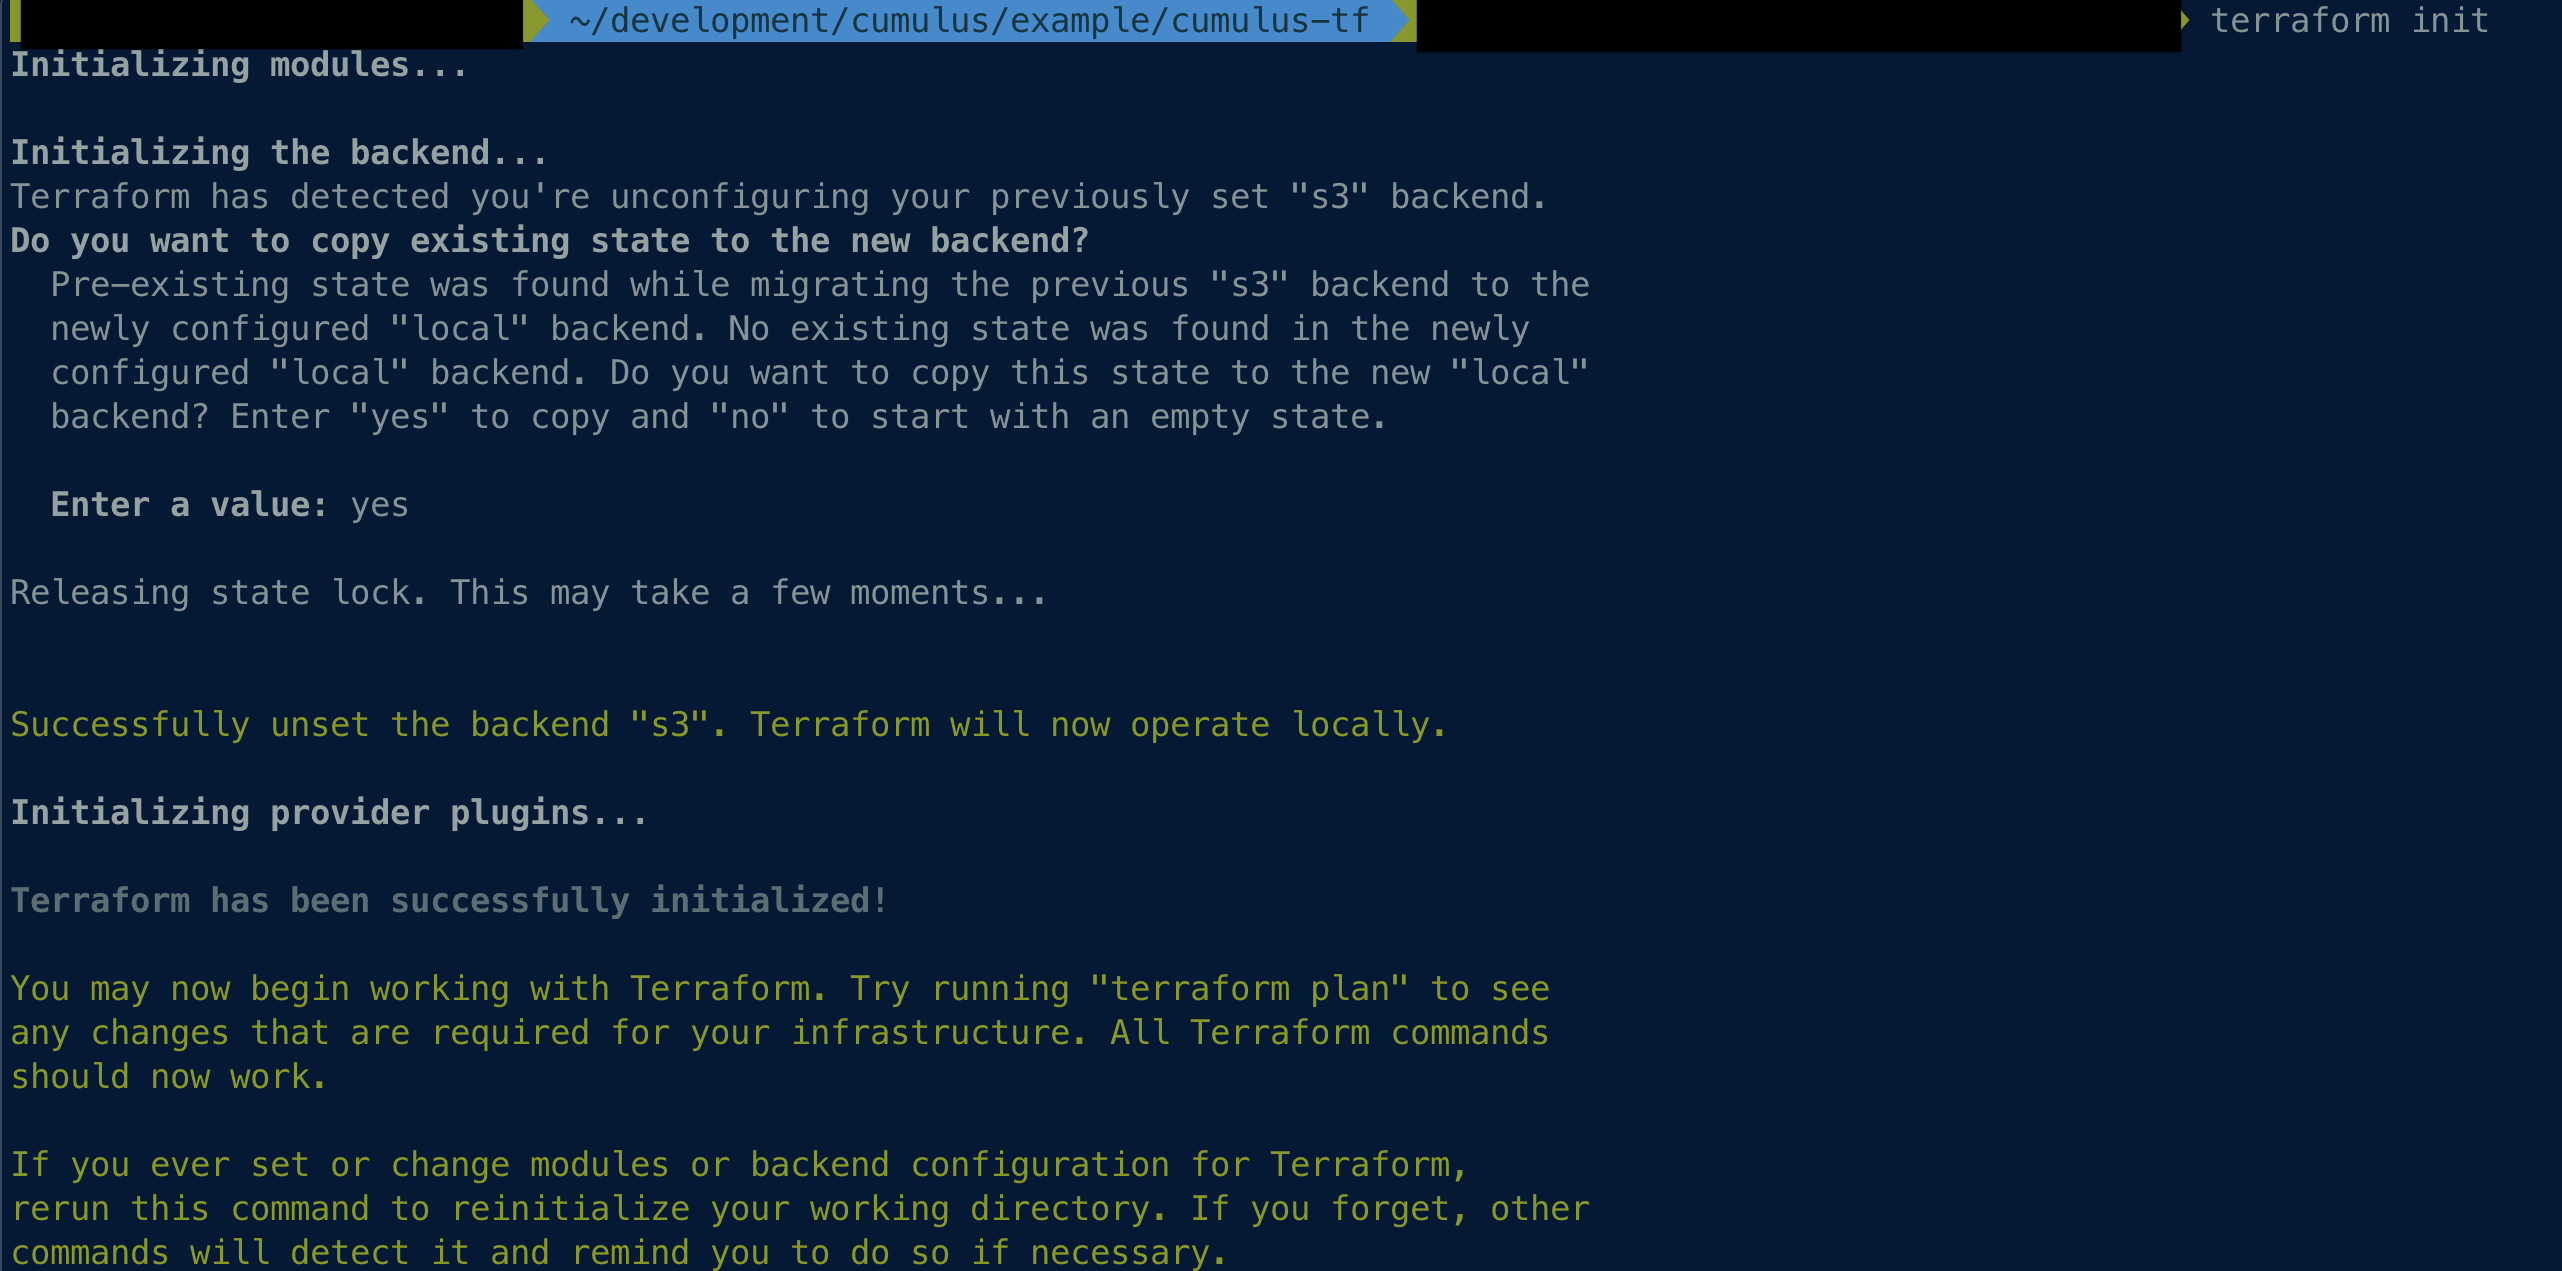 ~/development/cumulus/example/cumulus-tf terraform init
Initializing modules...
Initializing the backend...
Terraform has detected you're unconfiguring your previously set "s3" backend.
Do you want to copy existing state to the new backend?
Pre-existing state was found while migrating the previous "s3" backend to the
newly configured "local" backend. No existing state was found in the newly
configured "local" backend. Do you want to copy this state to the new "local"
backend? Enter "yes" to copy and "no" to start with an empty state.
Enter a value: yes
Releasing state lock. This may take a few moments...
Successfully unset the backend "s3". Terraform will now operate locally.
Initializing provider plugins...
Terraform has been successfully initialized!
You may now begin working with Terraform. Try running "terraform plan" to see
any changes that are required for your infrastructure. All Terraform commands
should now work.
If you ever set or change modules or backend configuration for Terraform,
rerun this command to reinitialize your working directory. If you forget, other
commands will detect it and remind you to do so if necessary.